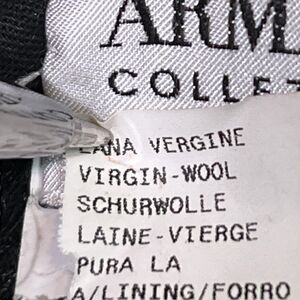 ARM
COLLE
LANA VERGINE
VIRGIN-WOOL
SCHURWOLLE
LAINE-VIERGE
PURA LA
A/LINING/FORRO